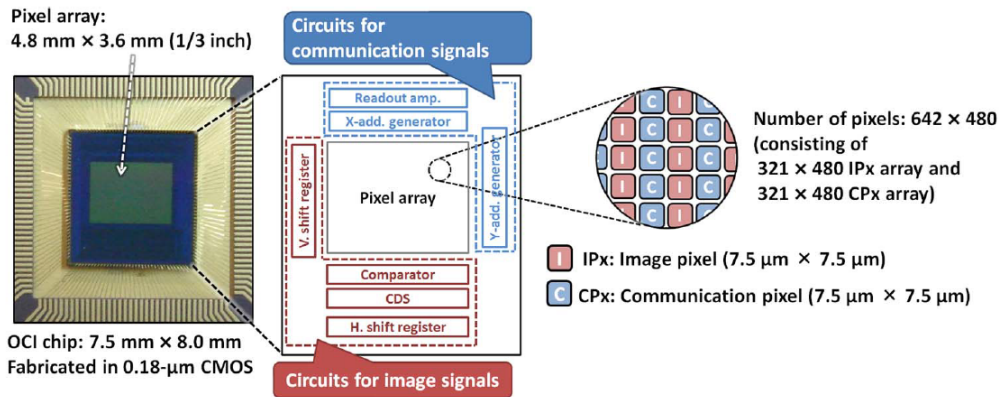 Pixel array:
4.8 mm × 3.6 mm (1/3 inch)
Circuits for
communication signals
Readout amp.
X-add. generator
V. shift register
Pixel array
Y-add. generator
Comparator
CDS
H. shift register
Circuits for image signals
OCI chip: 7.5 mm × 8.0 mm
Fabricated in 0.18-μm CMOS
C I C
I C I C
I C I C
I C I C
I C I C
Number of pixels: 642 × 480
(consisting of
321 × 480 IPx array and
321 × 480 CPx array)
I IPx: Image pixel (7.5 μm × 7.5 μm)
C CPx: Communication pixel (7.5 μm × 7.5 μm)